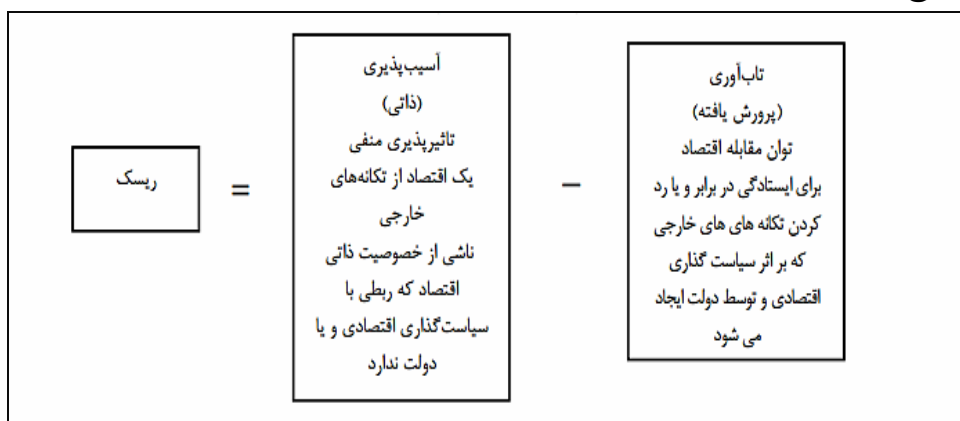 ریسک
=
آسیب‌پذیری
(ذاتی)
تاثیرپذیری منفی
یک اقتصاد از تکانه‌های
خارجی
ناشی از خصوصیت ذاتی
اقتصاد که ربطی با
سیاست‌گذاری اقتصادی و یا
دولت ندارد
−
تاب‌آوری
(پرورش یافته)
توان مقابله اقتصاد
برای ایستادگی در برابر و یا رد
کردن تکانه های های خارجی
که بر اثر سیاست گذاری
اقتصادی و توسط دولت ایجاد
می شود